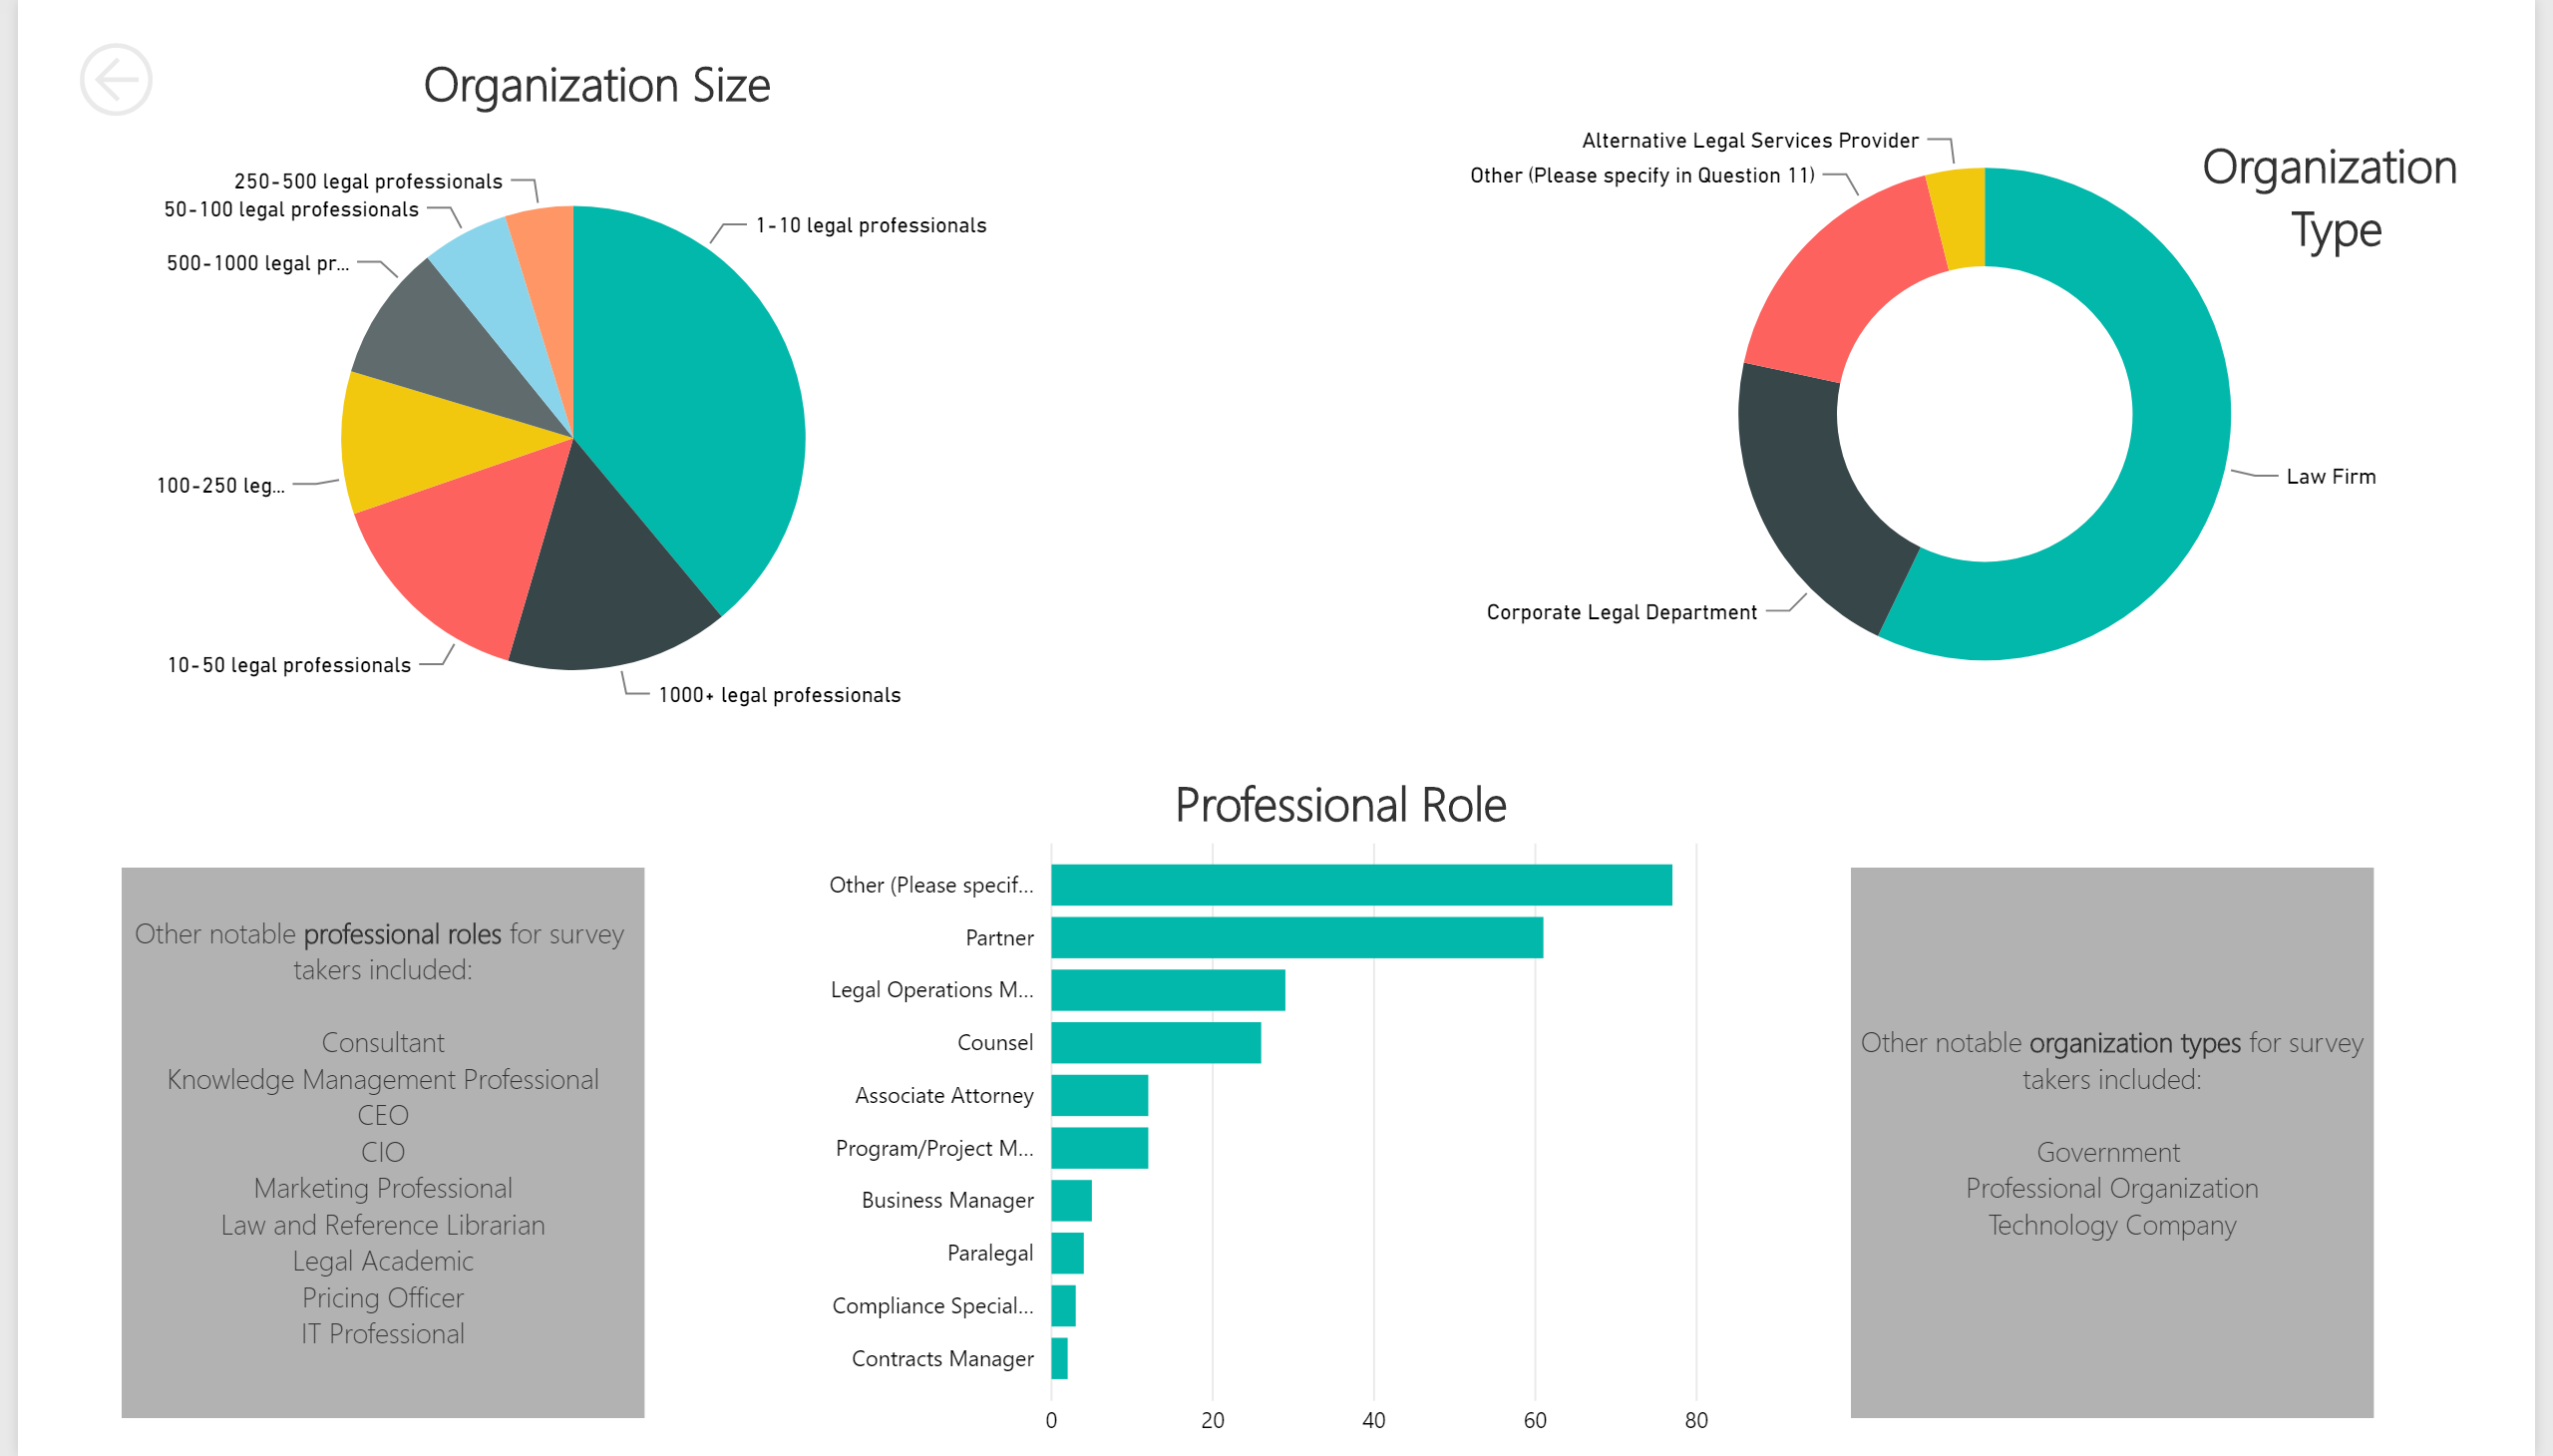 Organization Size
250-500 legal professionals
50-100 legal professionals
500-1000 legal pr...
1-10 legal professionals
100-250 leg...
10-50 legal professionals
1000+ legal professionals
Organization
Type
Alternative Legal Services Provider
Other (Please specify in Question 11)
Law Firm
Corporate Legal Department
Professional Role
Other (Please specif...
Partner
Legal Operations M...
Counsel
Associate Attorney
Program/Project M...
Business Manager
Paralegal
Compliance Special...
Contracts Manager
0 20 40 60 80
Other notable professional roles for survey
takers included:
Consultant
Knowledge Management Professional
CEO
CIO
Marketing Professional
Law and Reference Librarian
Legal Academic
Pricing Officer
IT Professional
Other notable organization types for survey
takers included:
Government
Professional Organization
Technology Company